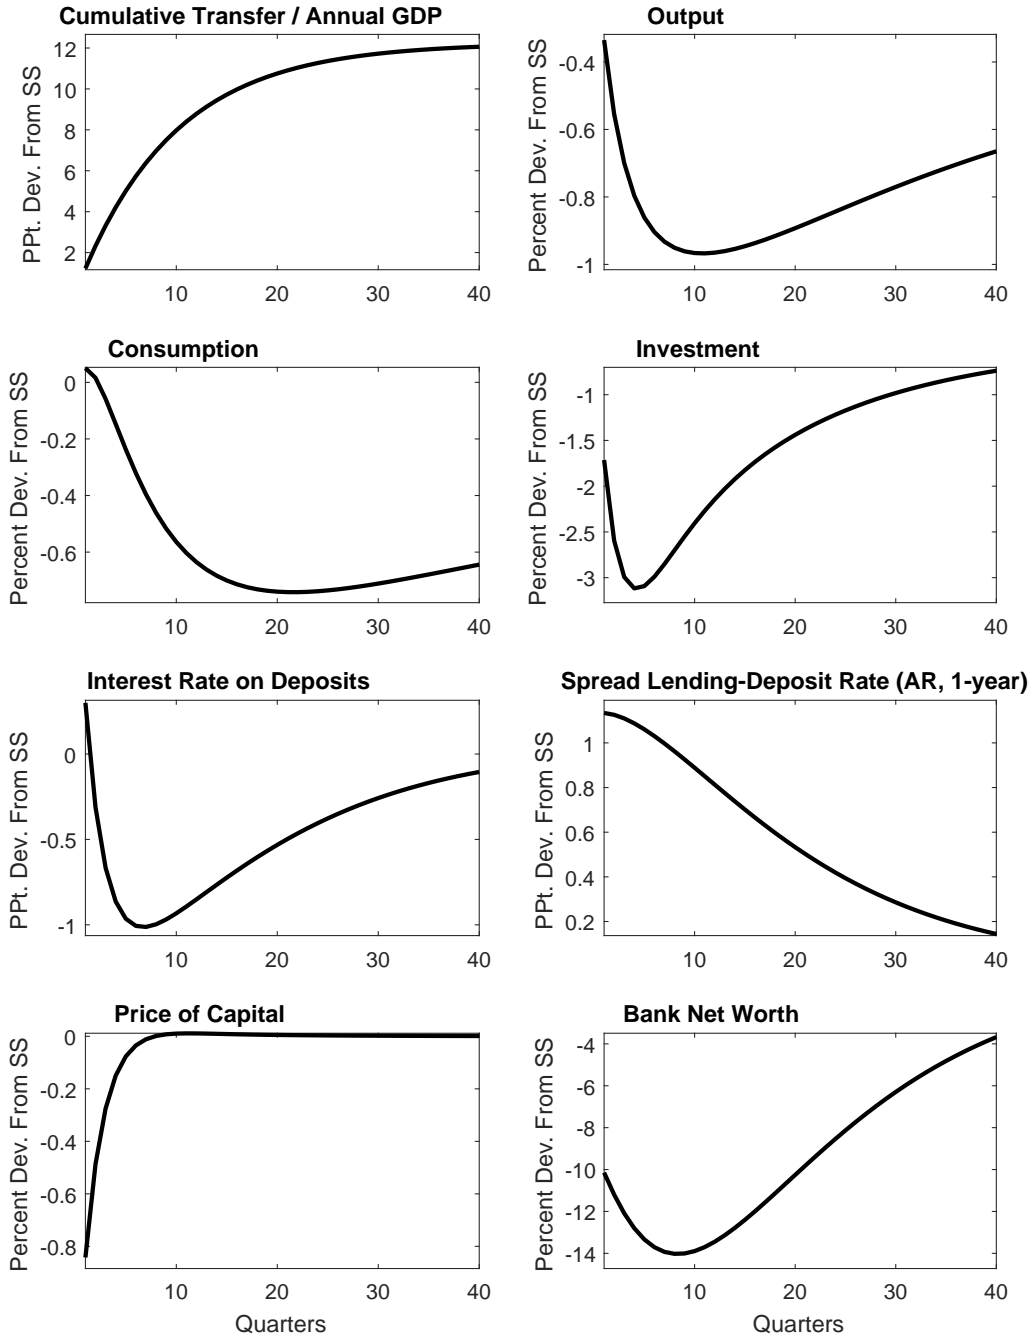 Cumulative Transfer / Annual GDP
PPt. Dev. From SS
12
10
8
6
4
2
10 20 30 40
Output
Percent Dev. From SS
-0.4
-0.6
-0.8
-1
10 20 30 40
Consumption
Percent Dev. From SS
0
-0.2
-0.4
-0.6
10 20 30 40
Investment
Percent Dev. From SS
-1
-1.5
-2
-2.5
-3
10 20 30 40
Interest Rate on Deposits
PPt. Dev. From SS
0
-0.5
-1
10 20 30 40
Spread Lending-Deposit Rate (AR, 1-year)
PPt. Dev. From SS
1
0.8
0.6
0.4
0.2
10 20 30 40
Price of Capital
Percent Dev. From SS
0
-0.2
-0.4
-0.6
-0.8
10 20 30 40
Quarters
Bank Net Worth
Percent Dev. From SS
-4
-6
-8
-10
-12
-14
10 20 30 40
Quarters